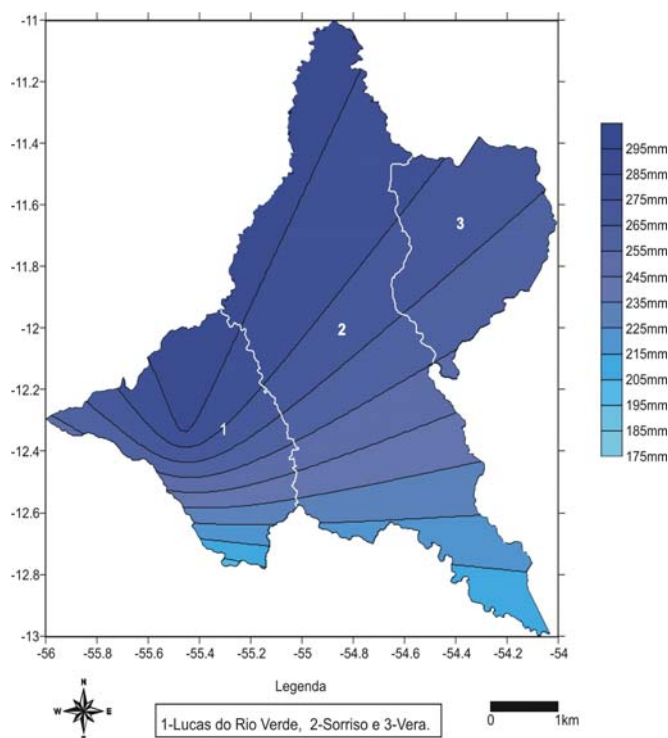 -11
-11.2
-11.4
-11.6
-11.8
-12
-12.2
-12.4
-12.6
-12.8
-13
-56 -55.8 -55.6 -55.4 -55.2 -55 -54.8 -54.6 -54.4 -54.2 -54
3
2
1
295mm
285mm
275mm
265mm
245mm
235mm
225mm
215mm
205mm
195mm
185mm
175mm
Legenda
N
W E
1-Lucas do Rio Verde, 2-Sorriso e 3-Vera.
0 1km